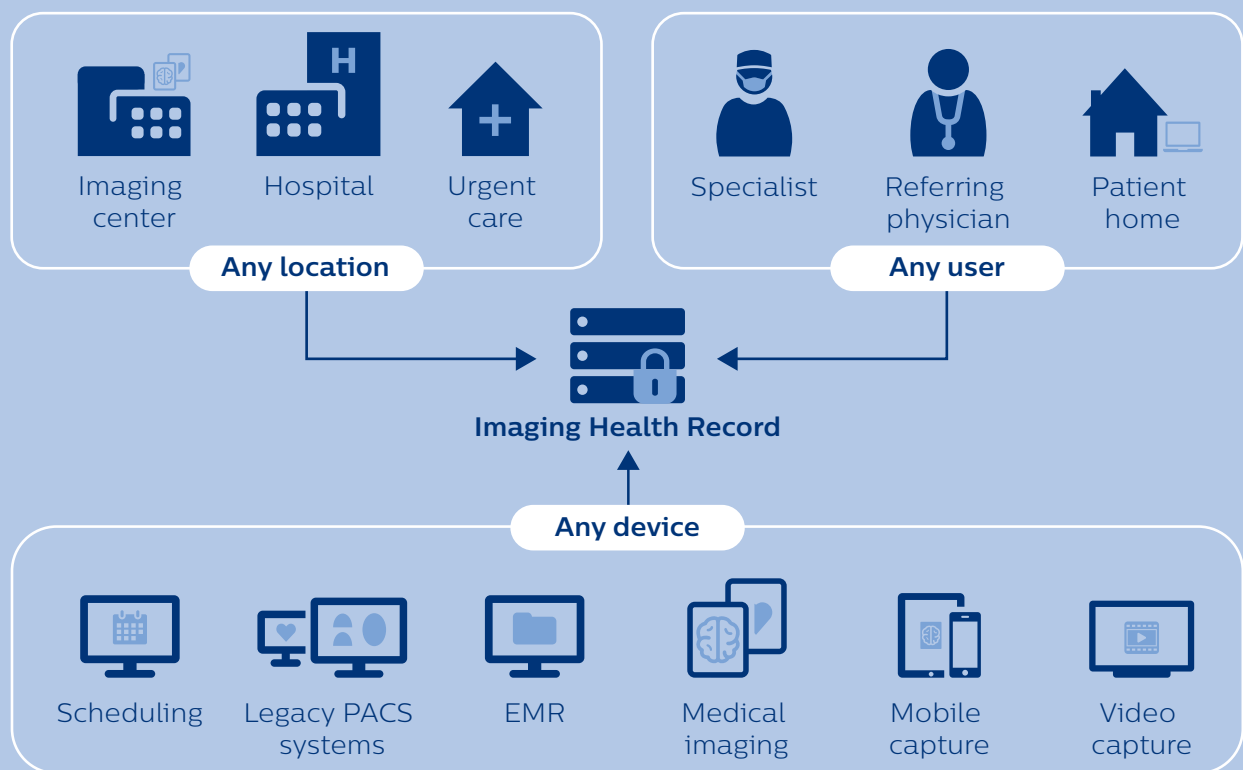 H
Imaging
center
Hospital
Urgent
care
Any location
Specialist
Referring
physician
Patient
home
Any user
Imaging Health Record
Any device
Scheduling
Legacy PACS
systems
EMR
Medical
imaging
Mobile
capture
Video
capture